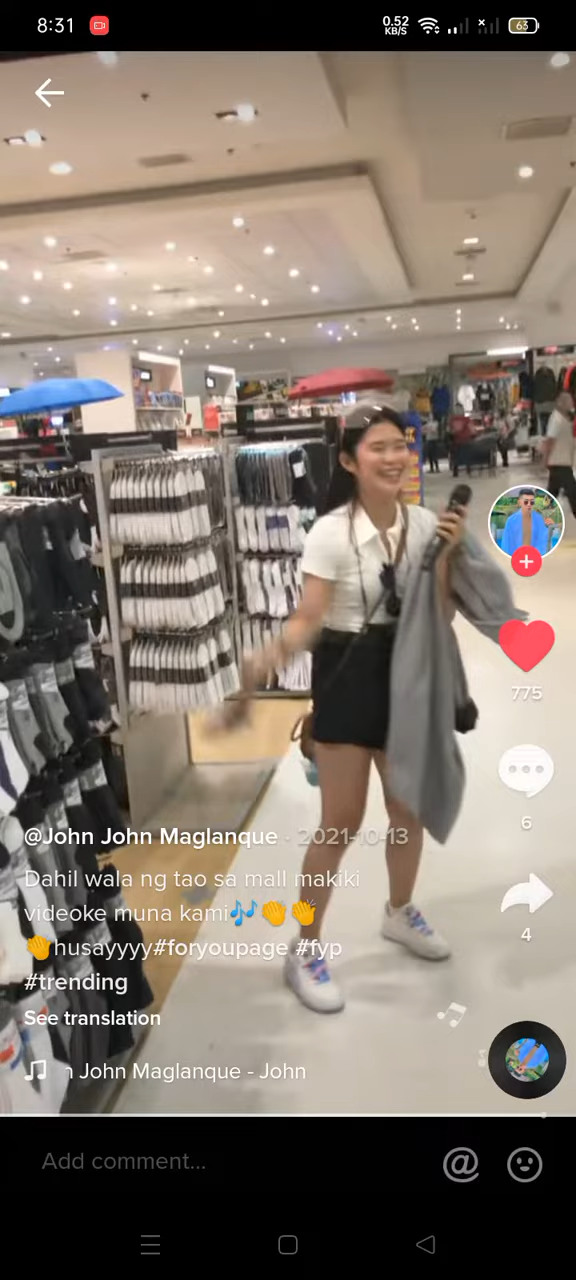 8:31
0.52
KB/S
63
775
6
4
@John John Maglanque · 2021-10-13
Dahil wala ng tao sa mall makiki
videoke muna kami🎶👏👏
👏husayyyy#foryoupage #fyp
#trending
See translation
John Maglanque - John
Add comment...